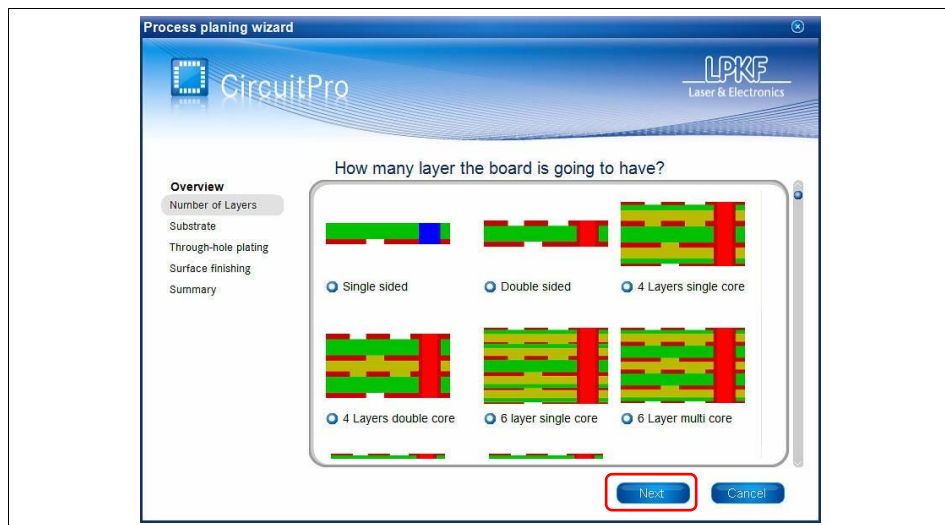 Process planing wizard
CircuitPro
LPKF
Laser & Electronics
How many layer the board is going to have?
Overview
Number of Layers
Substrate
Through-hole plating
Surface finishing
Summary
Single sided
Double sided
4 Layers single core
4 Layers double core
6 layer single core
6 Layer multi core
Next
Cancel